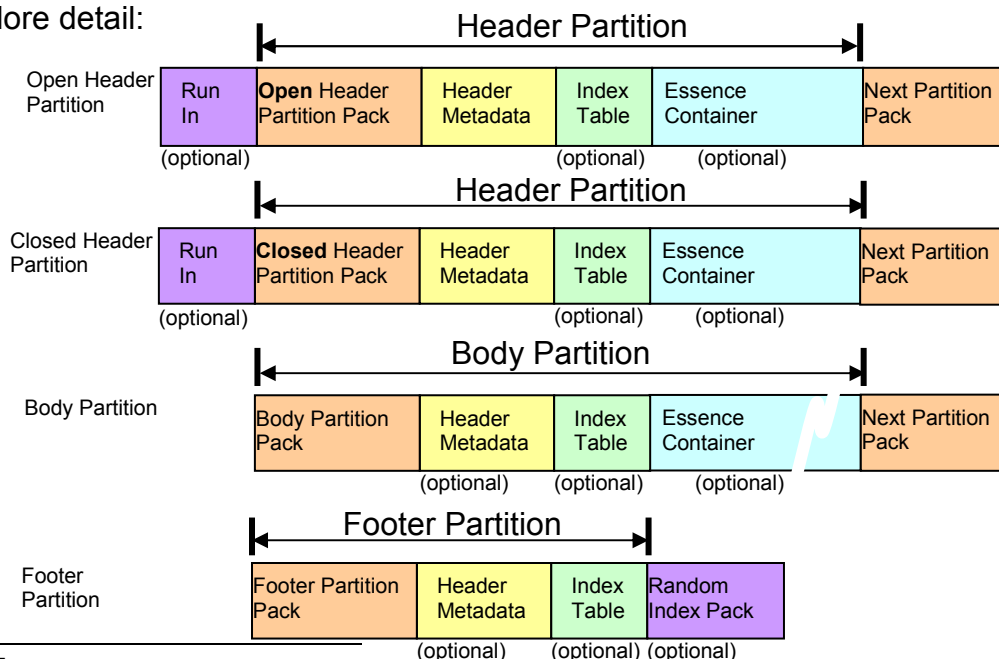 lore detail:
Header Partition
Open Header
Partition
Run
In
Open Header
Partition Pack
Header
Metadata
Index
Table
Essence
Container
Next Partition
Pack
(optional)
(optional)
(optional)
Header Partition
Closed Header
Partition
Run
In
Closed Header
Partition Pack
Header
Metadata
Index
Table
Essence
Container
Next Partition
Pack
(optional)
(optional)
(optional)
Body Partition
Body Partition
Body Partition
Pack
Header
Metadata
Index
Table
Essence
Container
Next Partition
Pack
(optional)
(optional)
(optional)
Footer Partition
Footer
Partition
Footer Partition
Pack
Header
Metadata
Index
Table
Random
Index Pack
(optional)
(optional)
(optional)